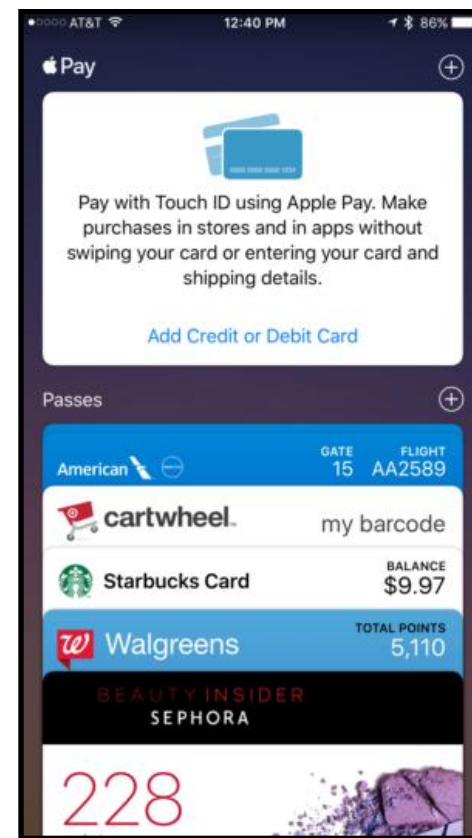 AT&T 12:40 PM 86%
Pay
Pay with Touch ID using Apple Pay. Make
purchases in stores and in apps without
swiping your card or entering your card and
shipping details.
Add Credit or Debit Card
Passes
American GATE 15 FLIGHT AA2589
cartwheel. my barcode
Starbucks Card BALANCE $9.97
W Walgreens TOTAL POINTS 5,110
BEAUTY INSIDER
SEPHORA
228